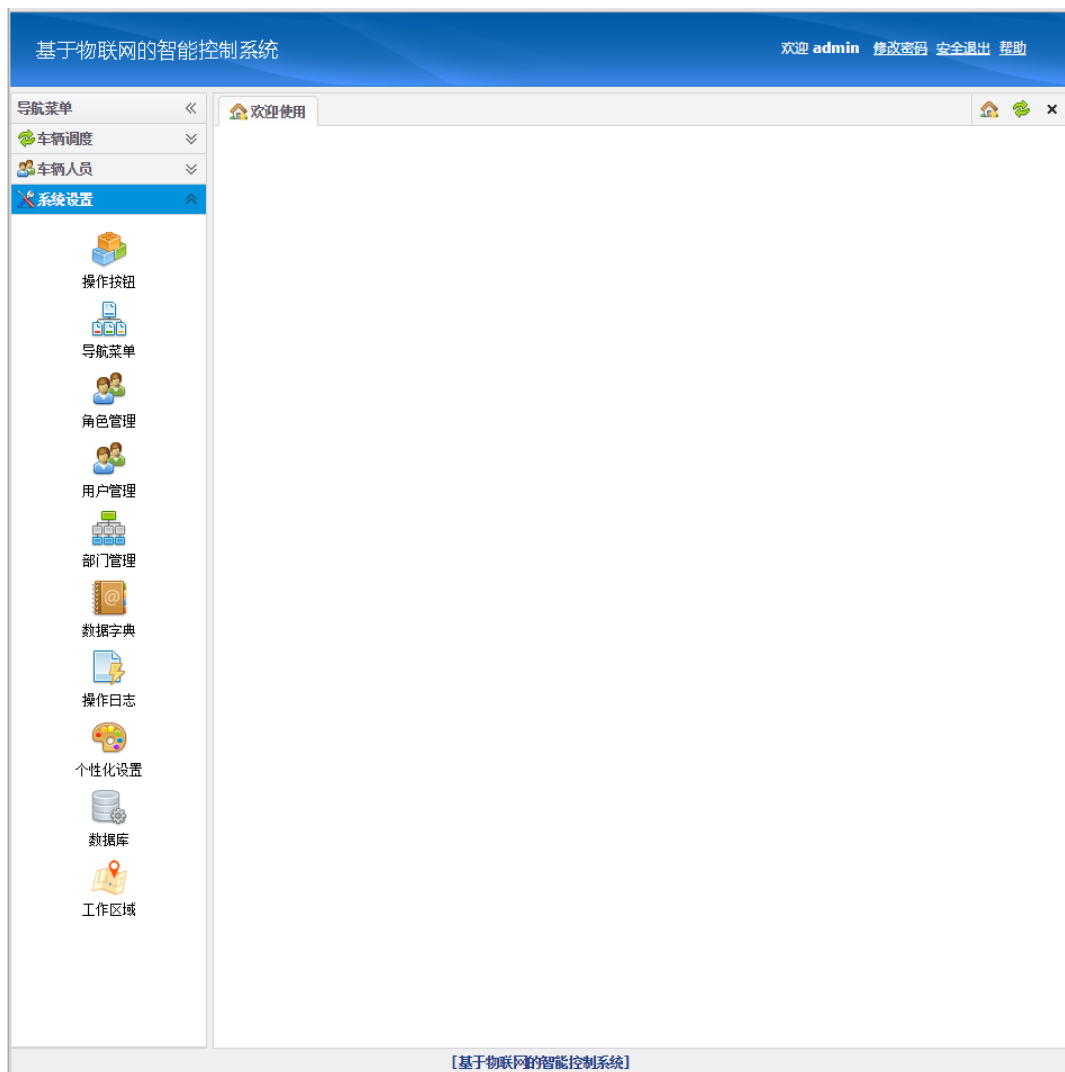 基于物联网的智能控制系统
欢迎 admin 修改密码 安全退出 帮助
导航菜单
欢迎使用
车辆调度
车辆人员
系统设置
操作按钮
导航菜单
角色管理
用户管理
部门管理
数据字典
操作日志
个性化设置
数据库
工作区域
[基于物联网的智能控制系统]